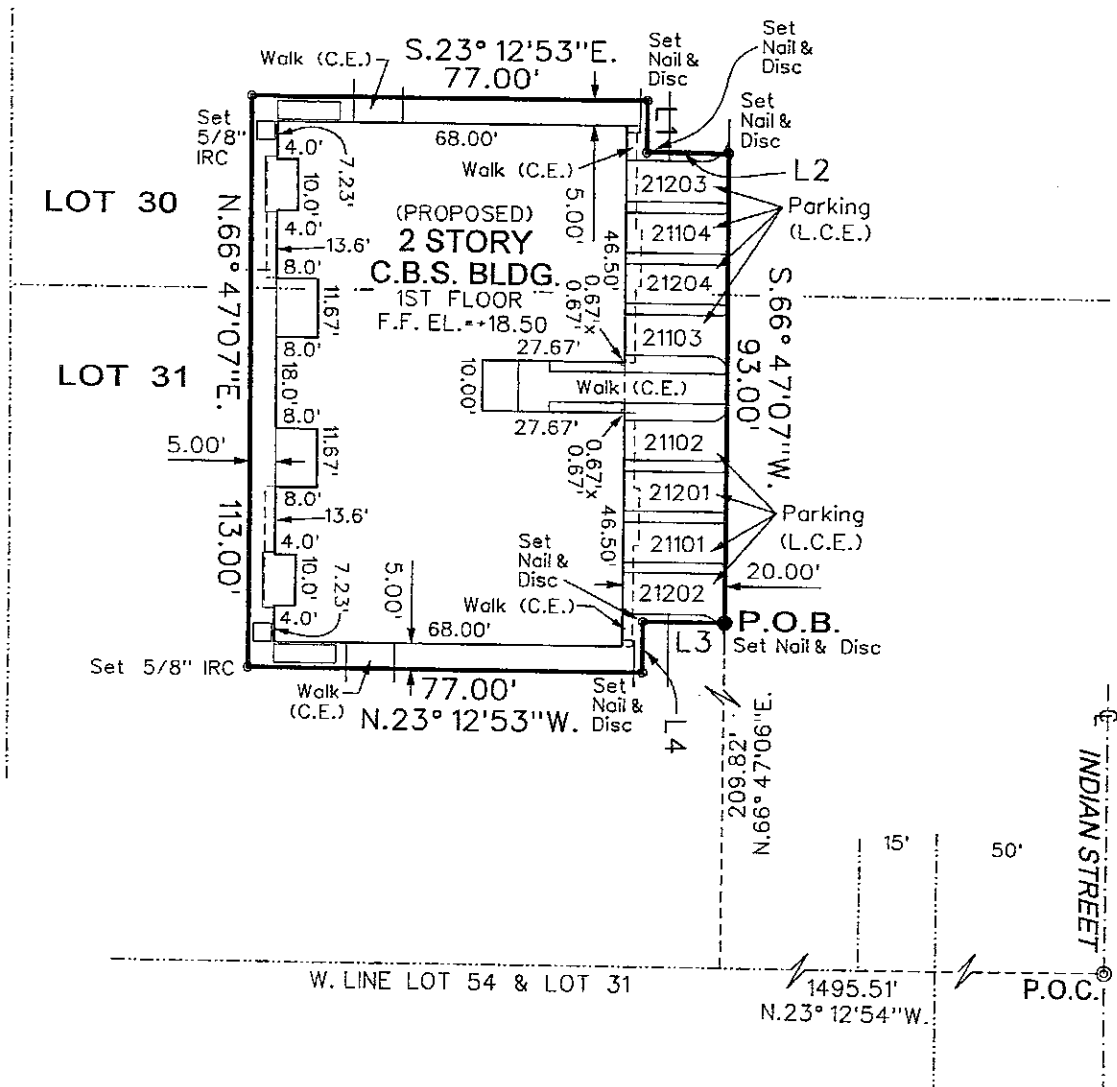 Walk (C.E.)
S.23° 12'53"E.
77.00'
Set
Nail &
Disc
Set
Nail &
Disc
Set
Nail &
Disc
L1
L2
Set
5/8"
IRC
68.00'
4.0'
7.23'
Walk (C.E.)
5.00'
21203
Parking
(L.C.E.)
LOT 30
N.66° 47'07"E.
10.0'
4.0'
13.6'
8.0'
(PROPOSED)
2 STORY
C.B.S. BLDG.
1ST FLOOR
F.F. EL.=+18.50
46.50'
21104
21204
21103
S.66° 47'07"W.
93.00'
11.67'
8.0'
0.67'x
0.67'
LOT 31
18.0'
27.67'
10.00'
Walk (C.E.)
27.67'
0.67'x
0.67'
8.0'
11.67'
8.0'
5.00'
113.00'
13.6'
4.0'
10.0'
7.23'
4.0'
46.50'
21102
21201
21101
21202
Parking
(L.C.E.)
20.00'
Set
Nail &
Disc
5.00'
Walk (C.E.)
68.00'
L3
P.O.B.
Set Nail & Disc
Set 5/8" IRC
Walk
(C.E.)
77.00'
N.23° 12'53"W.
Set
Nail &
Disc
L4
209.82'
N.66° 47'06"E.
15'
50'
℄
INDIAN STREET
W. LINE LOT 54 & LOT 31
1495.51'
N.23° 12'54"W.
P.O.C.